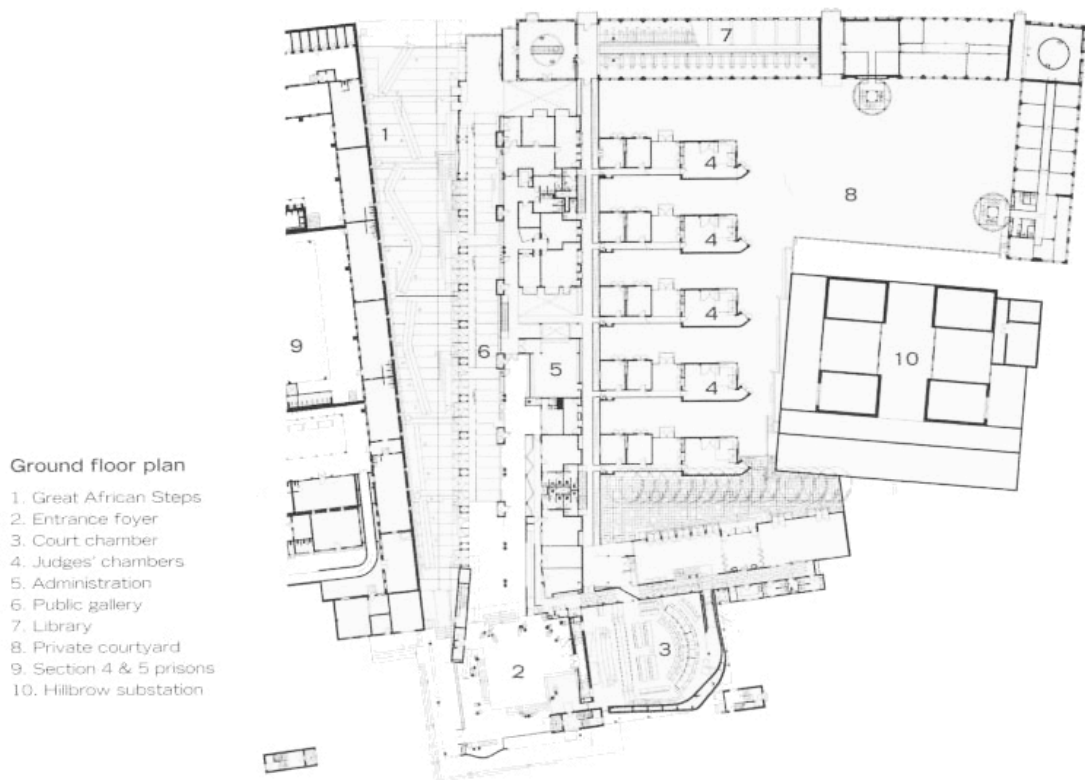 7
1
4
8
4
4
9
6
5
4
10
Ground floor plan
1. Great African Steps
2. Entrance foyer
3. Court chamber
4. Judges' chambers
5. Administration
6. Public gallery
7. Library
8. Private courtyard
9. Section 4 & 5 prisons
10. Hillbrow substation
3
2